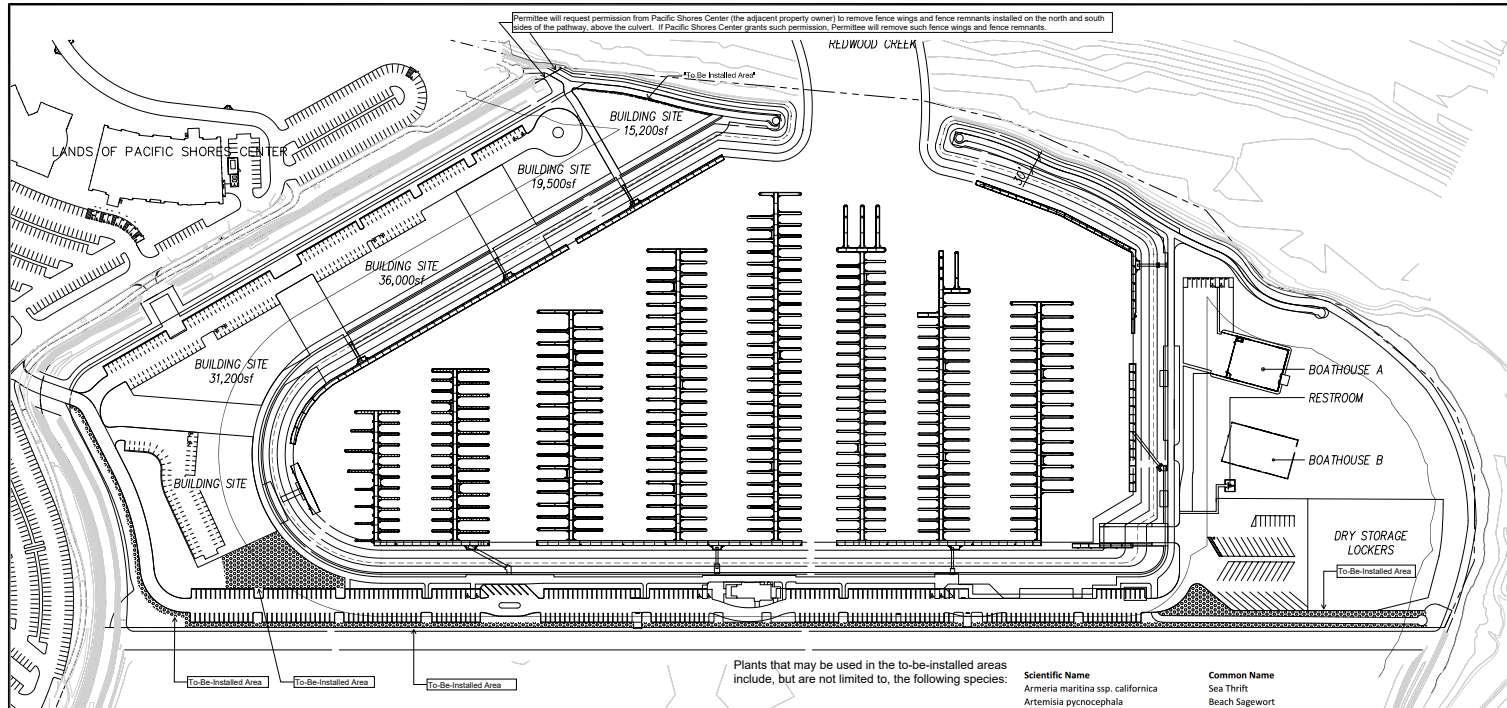 Permittee will request permission from Pacific Shores Center (the adjacent property owner) to remove fence wings and fence remnants installed on the north and south
sides of the pathway, above the culvert.  If Pacific Shores Center grants such permission, Permittee will remove such fence wings and fence remnants.
REDWOOD CREEK
"To Be Installed Area"
BUILDING SITE
15,200sf
LANDS OF PACIFIC SHORES CENTER
BUILDING SITE
19,500sf
30'
BUILDING SITE
36,000sf
BUILDING SITE
31,200sf
BOATHOUSE A
RESTROOM
BOATHOUSE B
BUILDING SITE
DRY STORAGE
LOCKERS
To-Be-Installed Area
To-Be-Installed Area
To-Be-Installed Area
To-Be-Installed Area
Plants that may be used in the to-be-installed areas
include, but are not limited to, the following species:
Scientific Name Common Name
Armeria maritina ssp. californica Sea Thrift
Artemisia pycnocephala Beach Sagewort